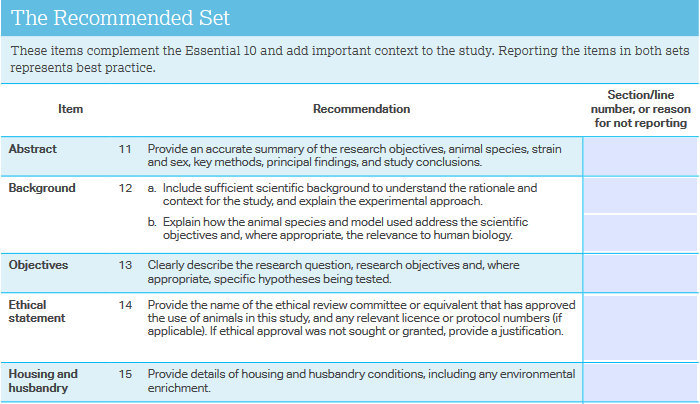 The Recommended Set
These items complement the Essential 10 and add important context to the study. Reporting the items in both sets
represents best practice.
Item
Recommendation
Section/line
number, or reason
for not reporting
Abstract 11 Provide an accurate summary of the research objectives, animal species, strain
and sex, key methods, principal findings, and study conclusions.
Background 12 a. Include sufficient scientific background to understand the rationale and
context for the study, and explain the experimental approach.
b. Explain how the animal species and model used address the scientific
objectives and, where appropriate, the relevance to human biology.
Objectives 13 Clearly describe the research question, research objectives and, where
appropriate, specific hypotheses being tested.
Ethical
statement
14 Provide the name of the ethical review committee or equivalent that has approved
the use of animals in this study, and any relevant licence or protocol numbers (if
applicable). If ethical approval was not sought or granted, provide a justification.
Housing and
husbandry
15 Provide details of housing and husbandry conditions, including any environmental
enrichment.